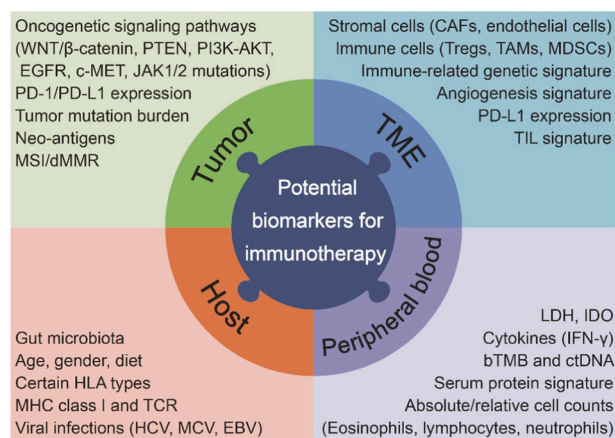 Oncogenetic signaling pathways
(WNT/β-catenin, PTEN, PI3K-AKT,
EGFR, c-MET, JAK1/2 mutations)
PD-1/PD-L1 expression
Tumor mutation burden
Neo-antigens
MSI/dMMR
Stromal cells (CAFs, endothelial cells)
Immune cells (Tregs, TAMs, MDSCs)
Immune-related genetic signature
Angiogenesis signature
PD-L1 expression
TIL signature
Tumor
TME
Potential
biomarkers for
immunotherapy
Host
Peripheral blood
Gut microbiota
Age, gender, diet
Certain HLA types
MHC class I and TCR
Viral infections (HCV, MCV, EBV)
LDH, IDO
Cytokines (IFN-γ)
bTMB and ctDNA
Serum protein signature
Absolute/relative cell counts
(Eosinophils, lymphocytes, neutrophils)